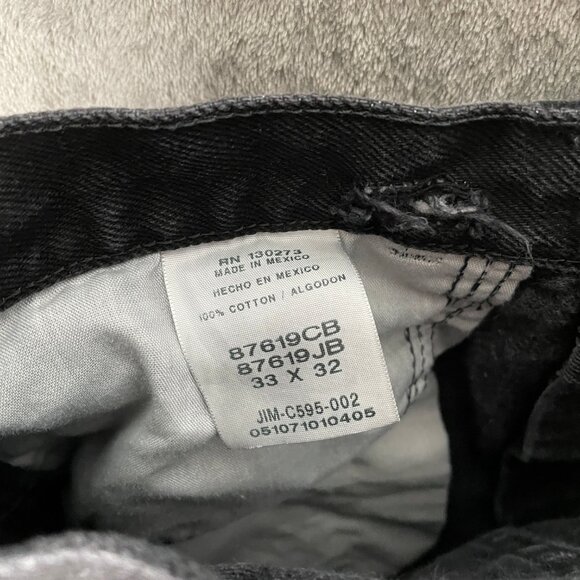 RN 130273
MADE IN MEXICO
HECHO EN MEXICO
100% COTTON / ALGODON
87619CB
87619JB
33 X 32
JIM-C595-002
051071010405